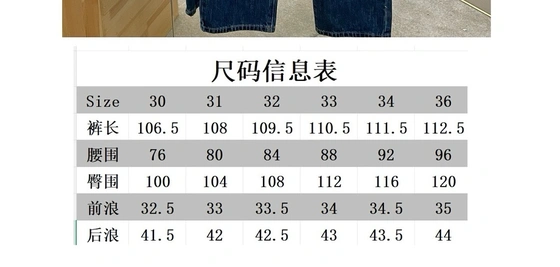 尺码信息表
Size 30 31 32 33 34 36
裤长 106.5 108 109.5 110.5 111.5 112.5
腰围 76 80 84 88 92 96
臀围 100 104 108 112 116 120
前浪 32.5 33 33.5 34 34.5 35
后浪 41.5 42 42.5 43 43.5 44